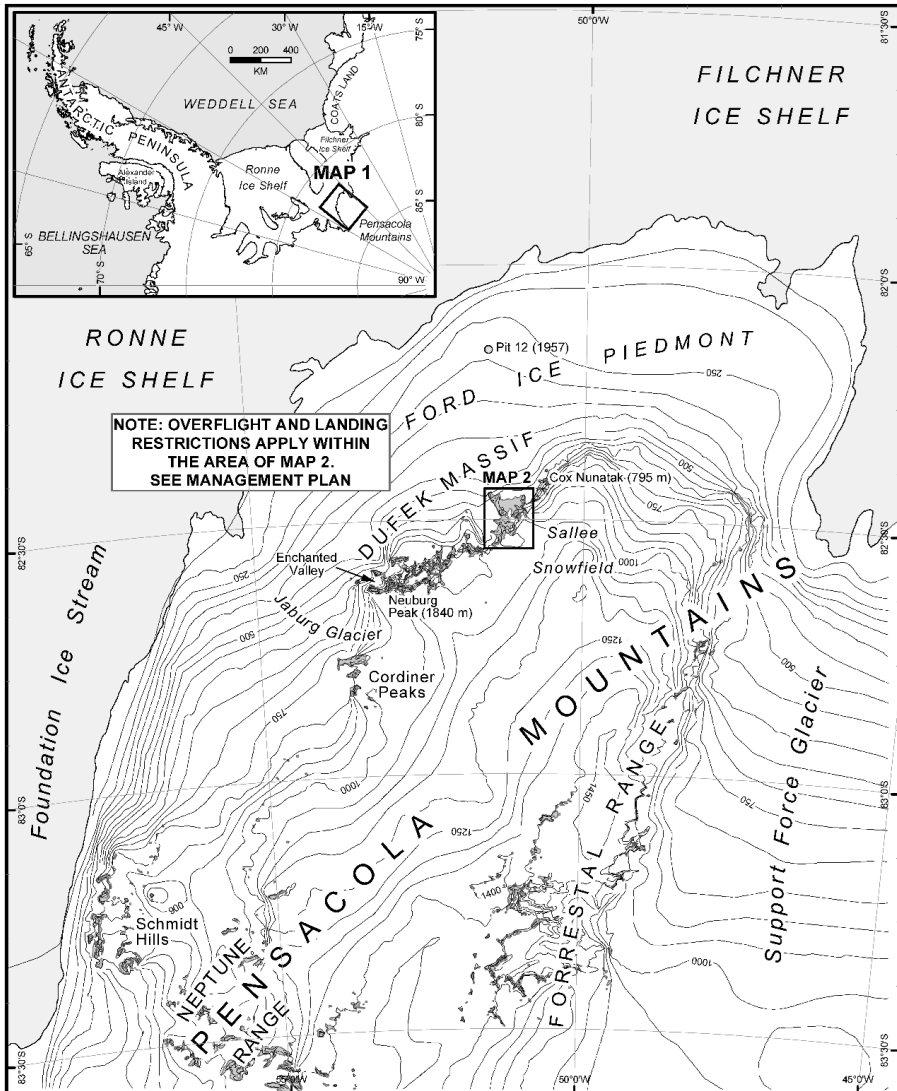 50°W
81°30'S
81°30'S
45° W
30° W
15° W
75°S
0 200 400
KM
WEDDELL SEA
COATS LAND
80°S
ANTARCTIC PENINSULA
Filchner
Ice Shelf
Ronne
Ice Shelf
MAP 1
Alexander
Island
85°S
Pensacola
Mountains
BELLINGSHAUSEN
SEA
65° S
70° S
90° W
FILCHNER
ICE SHELF
82°0'S
RONNE
ICE SHELF
Pit 12 (1957)
FORD ICE PIEDMONT
250
NOTE: OVERFLIGHT AND LANDING
RESTRICTIONS APPLY WITHIN
THE AREA OF MAP 2.
SEE MANAGEMENT PLAN
DUFEK MASSIF
MAP 2
Cox Nunatak (795 m)
500
750
Sallee
Snowfield
1000
82°30'S
82°30'S
Enchanted
Valley
250
Neuburg
Peak (1840 m)
Jaburg Glacier
500
Cordiner
Peaks
1250
500
750
Foundation Ice Stream
PENSACOLA MOUNTAINS
Support Force Glacier
83°0'S
83°0'S
1000
1250
1450
750
FORRESTAL RANGE
1400
900
Schmidt
Hills
NEPTUNE
RANGE
1000
83°30'S
83°30'S
55°W
50°0'W
45°0'W